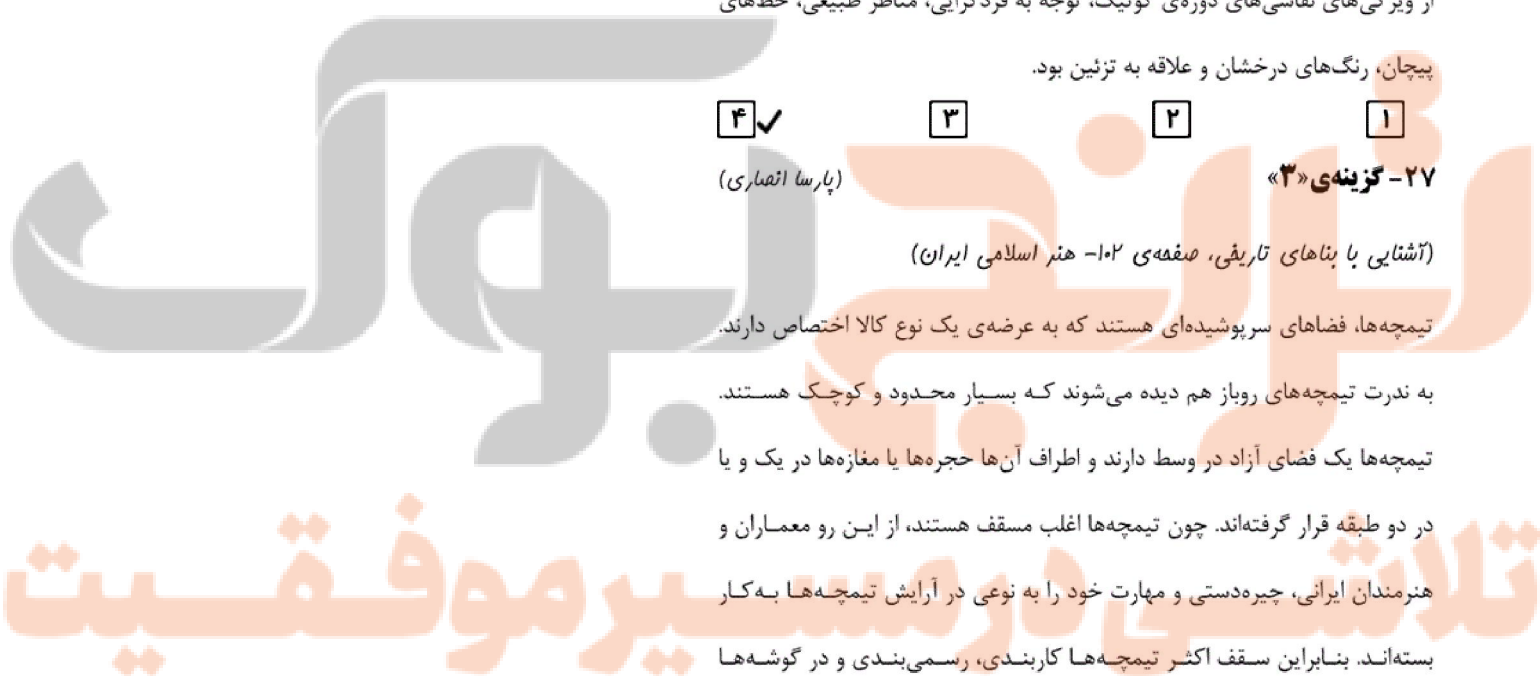 از ویژگی‌های نقاشی‌های دوره‌ی گوتیک، توجه به فردگرایی، مناظر طبیعی، خط‌های
پیچان، رنگ‌های درخشان و علاقه به تزئین بود.
۱ ۲ ۳ ۴ ✓
۲۷- گزینه‌ی «۳» (پارسا انصاری)
(آشنایی با بناهای تاریخی، صفحه‌ی ۱۰۲- هنر اسلامی ایران)
تیمچه‌ها، فضاهای سرپوشیده‌ای هستند که به عرضه‌ی یک نوع کالا اختصاص دارند.
به ندرت تیمچه‌های روباز هم دیده می‌شوند که بسیار محدود و کوچک هستند.
تیمچه‌ها یک فضای آزاد در وسط دارند و اطراف آن‌ها حجره‌ها یا مغازه‌ها در یک و یا
در دو طبقه قرار گرفته‌اند. چون تیمچه‌ها اغلب مسقف هستند، از این رو معماران و
هنرمندان ایرانی، چیره‌دستی و مهارت خود را به نوعی در آرایش تیمچه‌ها به‌کار
بسته‌اند. بنابراین سقف اکثر تیمچه‌ها کاربندی، رسمی‌بندی و در گوشه‌ها
ترنج بوک
تلاشی در مسیر موفقیت